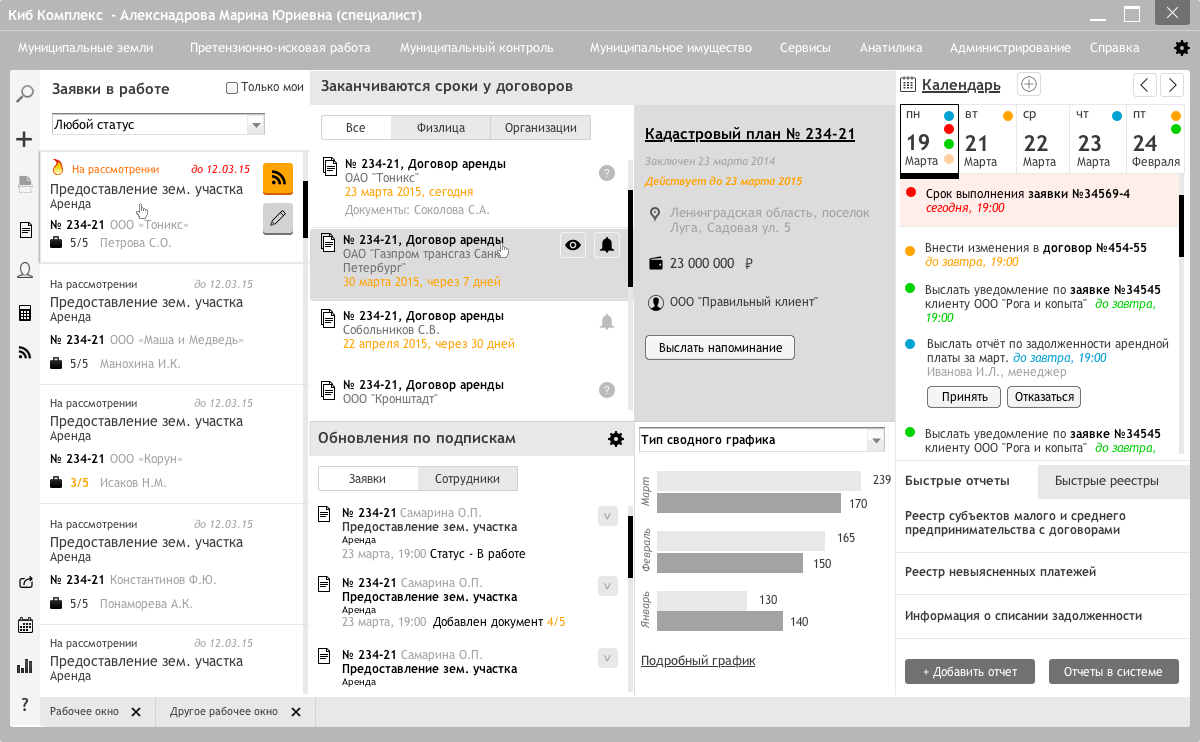 Киб Комплекс - Алекснадрова Марина Юриевна (специалист)
Муниципальные земли
Претензионно-исковая работа
Муниципальный контроль
Муниципальное имущество
Сервисы
Анатилика
Администрирование
Справка
Заявки в работе
Только мои
Любой статус
На рассмотрении
до 12.03.15
Предоставление зем. участка
Аренда
№ 234-21 ООО «Тоникс»
5/5 Петрова С.О.
На рассмотрении
до 12.03.15
Предоставление зем. участка
Аренда
№ 234-21 ООО «Маша и Медведь»
5/5 Манохина И.К.
На рассмотрении
до 12.03.15
Предоставление зем. участка
Аренда
№ 234-21 ООО «Корун»
3/5 Исаков Н.М.
На рассмотрении
до 12.03.15
Предоставление зем. участка
Аренда
№ 234-21 Константинов Ф.Ю.
5/5 Понаморева А.К.
На рассмотрении
до 12.03.15
Предоставление зем. участка
Аренда
?
Заканчиваются сроки у договоров
Все
Физлица
Организации
№ 234-21, Договор аренды
ОАО "Тоникс"
23 марта 2015, сегодня
Документы: Соколова С.А.
?
№ 234-21, Договор аренды
ОАО "Газпром трансгаз Санк
Петербург"
30 марта 2015, через 7 дней
№ 234-21, Договор аренды
Собольников С.В.
22 апреля 2015, через 30 дней
№ 234-21, Договор аренды
ООО "Кронштадт"
?
Кадастровый план № 234-21
Заключен 23 марта 2014
Действует до 23 марта 2015
Ленинградская область, поселок
Луга, Садовая ул. 5
23 000 000 ₽
ООО "Правильный клиент"
Выслать напоминание
Обновления по подпискам
Заявки
Сотрудники
№ 234-21 Самарина О.П.
Предоставление зем. участка
Аренда
23 марта, 19:00 Статус - В работе
v
№ 234-21 Самарина О.П.
Предоставление зем. участка
Аренда
23 марта, 19:00 Добавлен документ 4/5
v
№ 234-21 Самарина О.П.
Предоставление зем. участка
Аренда
v
Тип сводного графика
Март
239
170
Февраль
165
150
Январь
130
140
Подробный график
Календарь
пн
19
Марта
вт
21
Марта
ср
22
Марта
чт
23
Марта
пт
24
Февраля
Срок выполнения заявки №34569-4
сегодня, 19:00
Внести изменения в договор №454-55
до завтра, 19:00
Выслать уведомление по заявке №34545
клиенту ООО "Рога и копыта" до завтра,
19:00
Выслать отчёт по задолженности арендной
платы за март. до завтра, 19:00
Иванова И.Л., менеджер
Принять
Отказаться
Выслать уведомление по заявке №34545
клиенту ООО "Рога и копыта" до завтра,
Быстрые отчеты
Быстрые реестры
Реестр субъектов малого и среднего
предпринимательства с договорами
Реестр невыясненных платежей
Информация о списании задолженности
+ Добавить отчет
Отчеты в системе
Рабочее окно
Другое рабочее окно